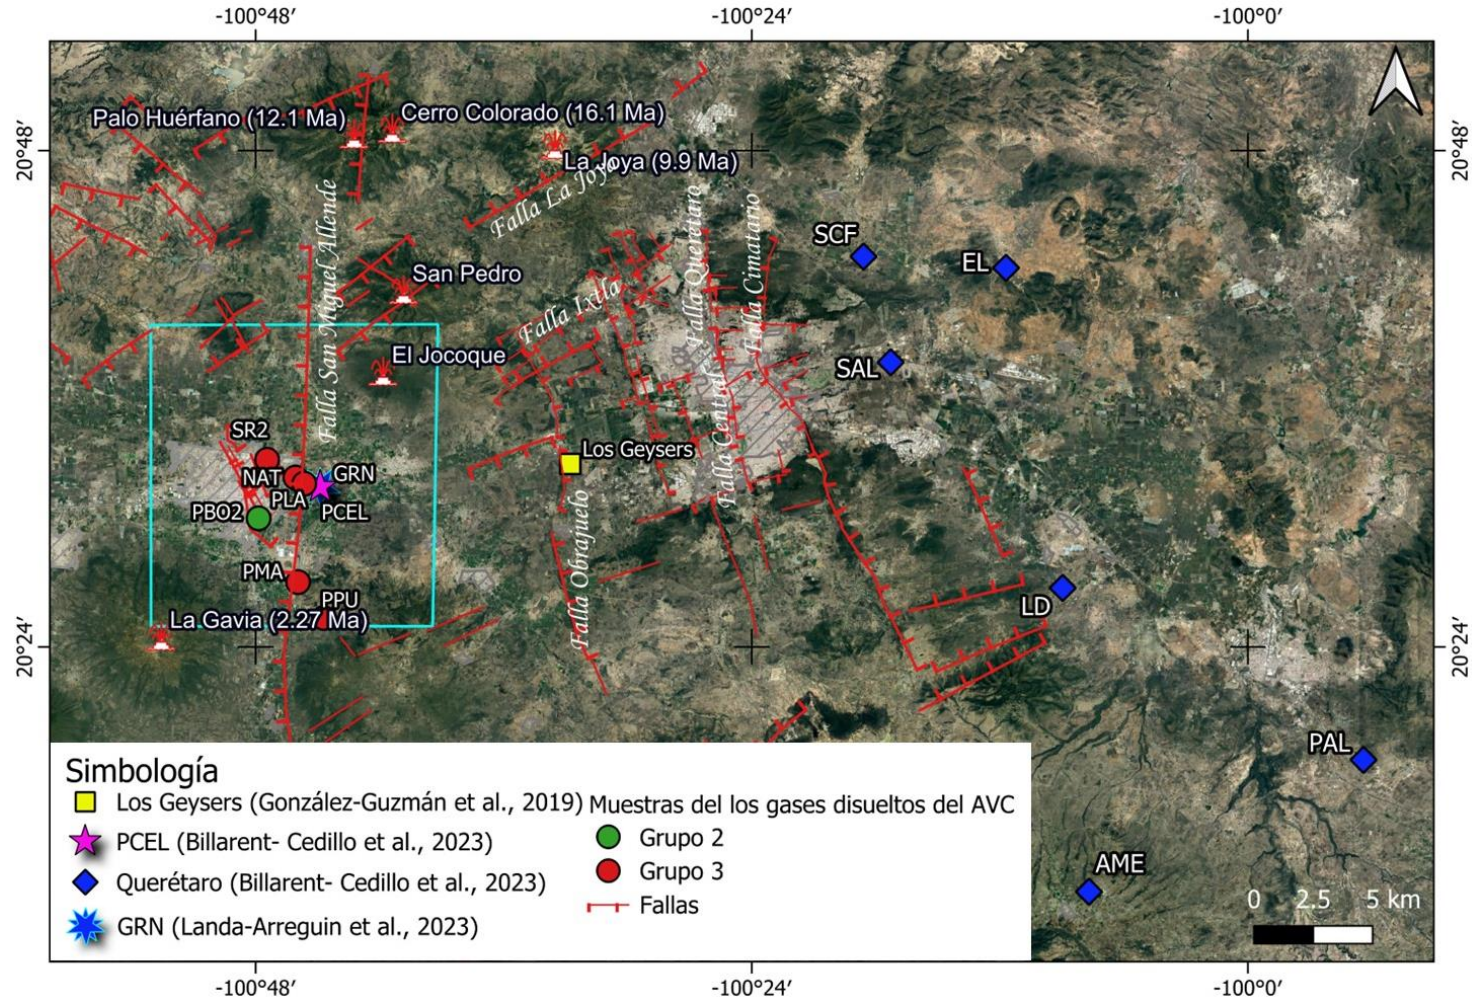 -100°48′
-100°24′
-100°0′
Palo Huérfano (12.1 Ma)
Cerro Colorado (16.1 Ma)
20°48′
20°48′
La Joya (9.9 Ma)
Falla La Joya
Falla San Miguel Allende
Falla Querétaro
Falla Cimatario
SCF
EL
San Pedro
Falla Ixtla
El Jocoque
SAL
Falla Central
SR2
Los Geysers
NAT
GRN
PLA
PBO2
PCEL
Falla Obrajuelo
PMA
PPU
LD
La Gavia (2.27 Ma)
20°24′
20°24′
PAL
Simbología
Los Geysers (González-Guzmán et al., 2019)
PCEL (Billarent- Cedillo et al., 2023)
Querétaro (Billarent- Cedillo et al., 2023)
GRN (Landa-Arreguin et al., 2023)
Muestras del los gases disueltos del AVC
Grupo 2
Grupo 3
Fallas
AME
0 2.5 5 km
-100°48′
-100°24′
-100°0′